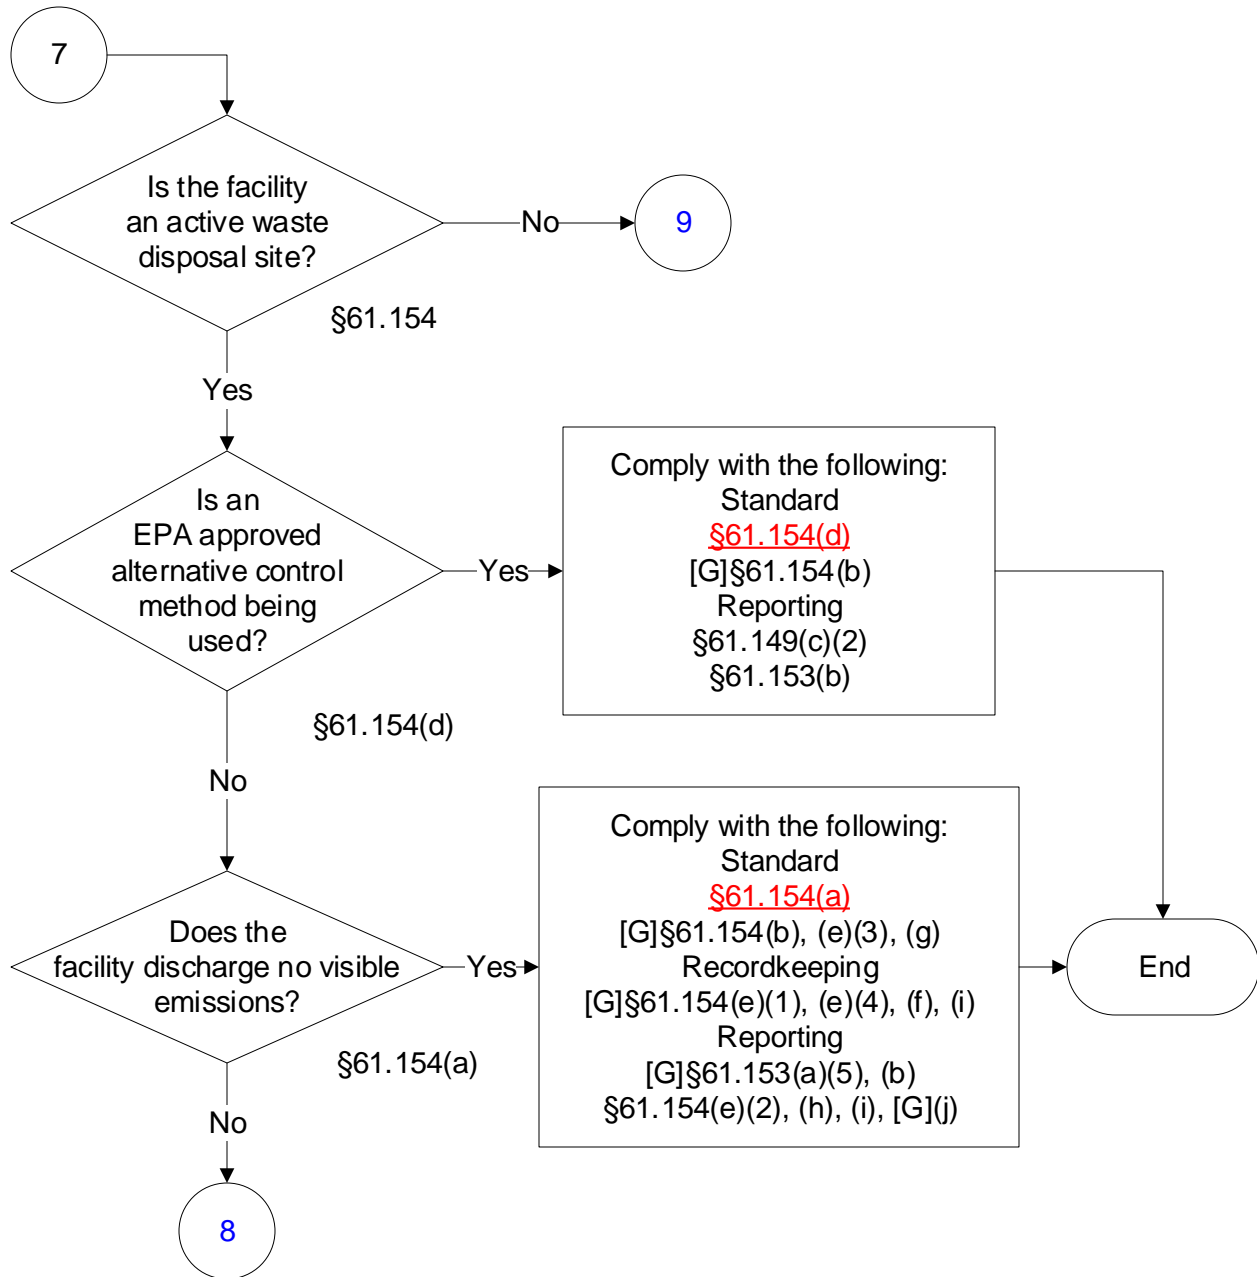 7
Is the facility
an active waste
disposal site?
No
9
§61.154
Yes
Is an
EPA approved
alternative control
method being
used?
Yes
Comply with the following:
Standard
§61.154(d)
[G]§61.154(b)
Reporting
§61.149(c)(2)
§61.153(b)
§61.154(d)
No
Does the
facility discharge no visible
emissions?
Yes
Comply with the following:
Standard
§61.154(a)
[G]§61.154(b), (e)(3), (g)
Recordkeeping
[G]§61.154(e)(1), (e)(4), (f), (i)
Reporting
[G]§61.153(a)(5), (b)
§61.154(e)(2), (h), (i), [G](j)
End
§61.154(a)
No
8